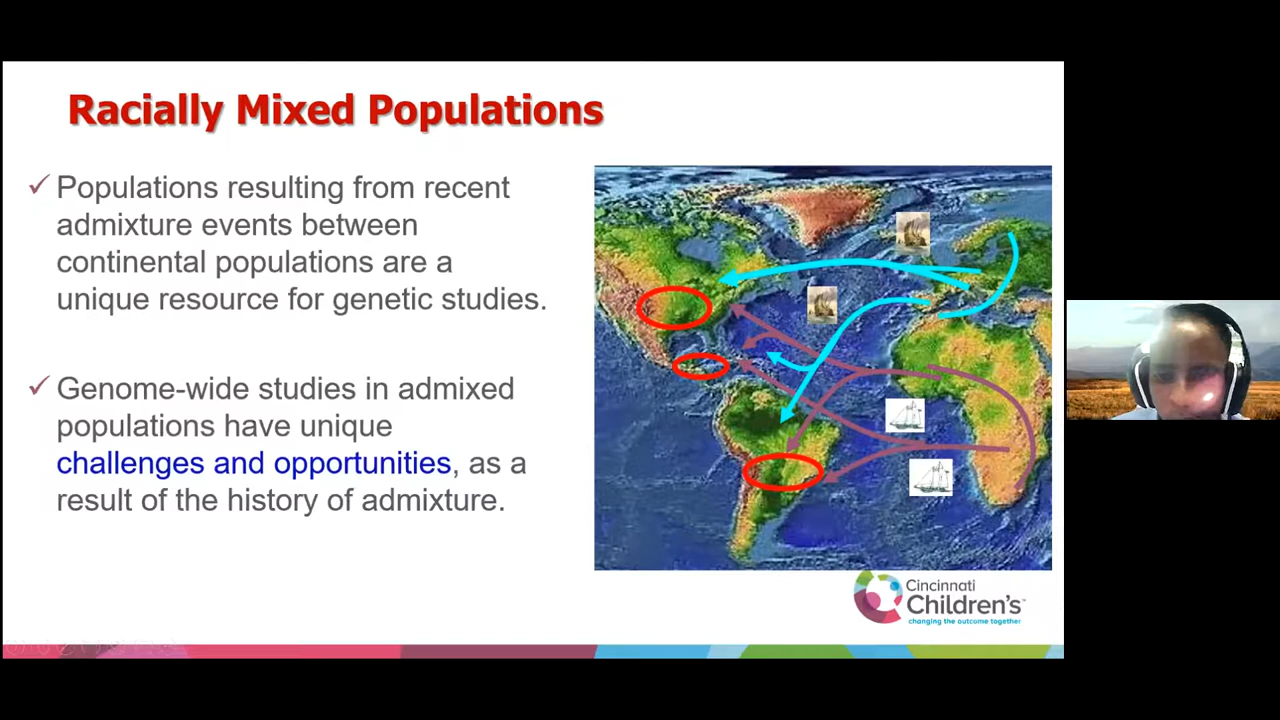 Racially Mixed Populations
✓ Populations resulting from recent
admixture events between
continental populations are a
unique resource for genetic studies.
✓ Genome-wide studies in admixed
populations have unique
challenges and opportunities, as a
result of the history of admixture.
Cincinnati
Children's™
changing the outcome together